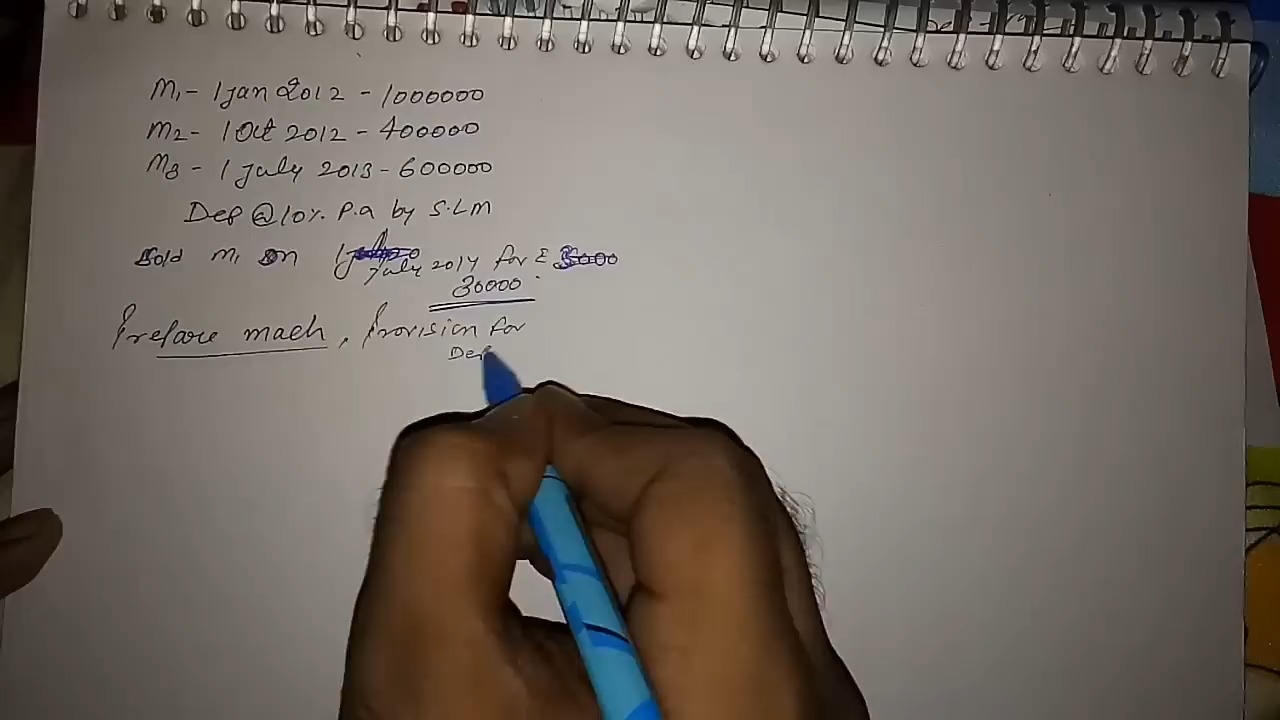 M1 - 1 Jan 2012 - 1000000
M2 - 1 Oct 2012 - 400000
M3 - 1 July 2013 - 600000
Dep @ 10%. P.a by S.L.M
Sold M1 on 1 July 2014 for ₹
30000
Prepare mach, Provision for
Dep